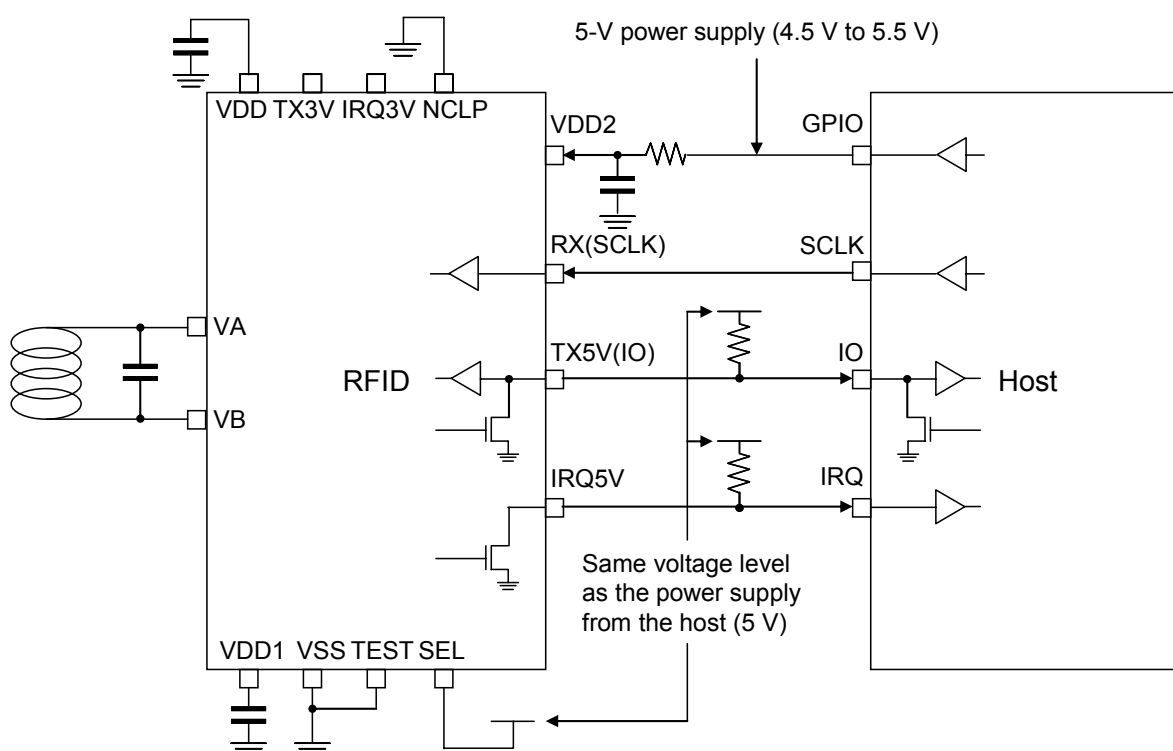 5-V power supply (4.5 V to 5.5 V)
VDD TX3V IRQ3V NCLP
VDD2
GPIO
RX(SCLK)
SCLK
VA
TX5V(IO)
IO
RFID
Host
VB
IRQ5V
IRQ
Same voltage level
as the power supply
from the host (5 V)
VDD1 VSS TEST SEL